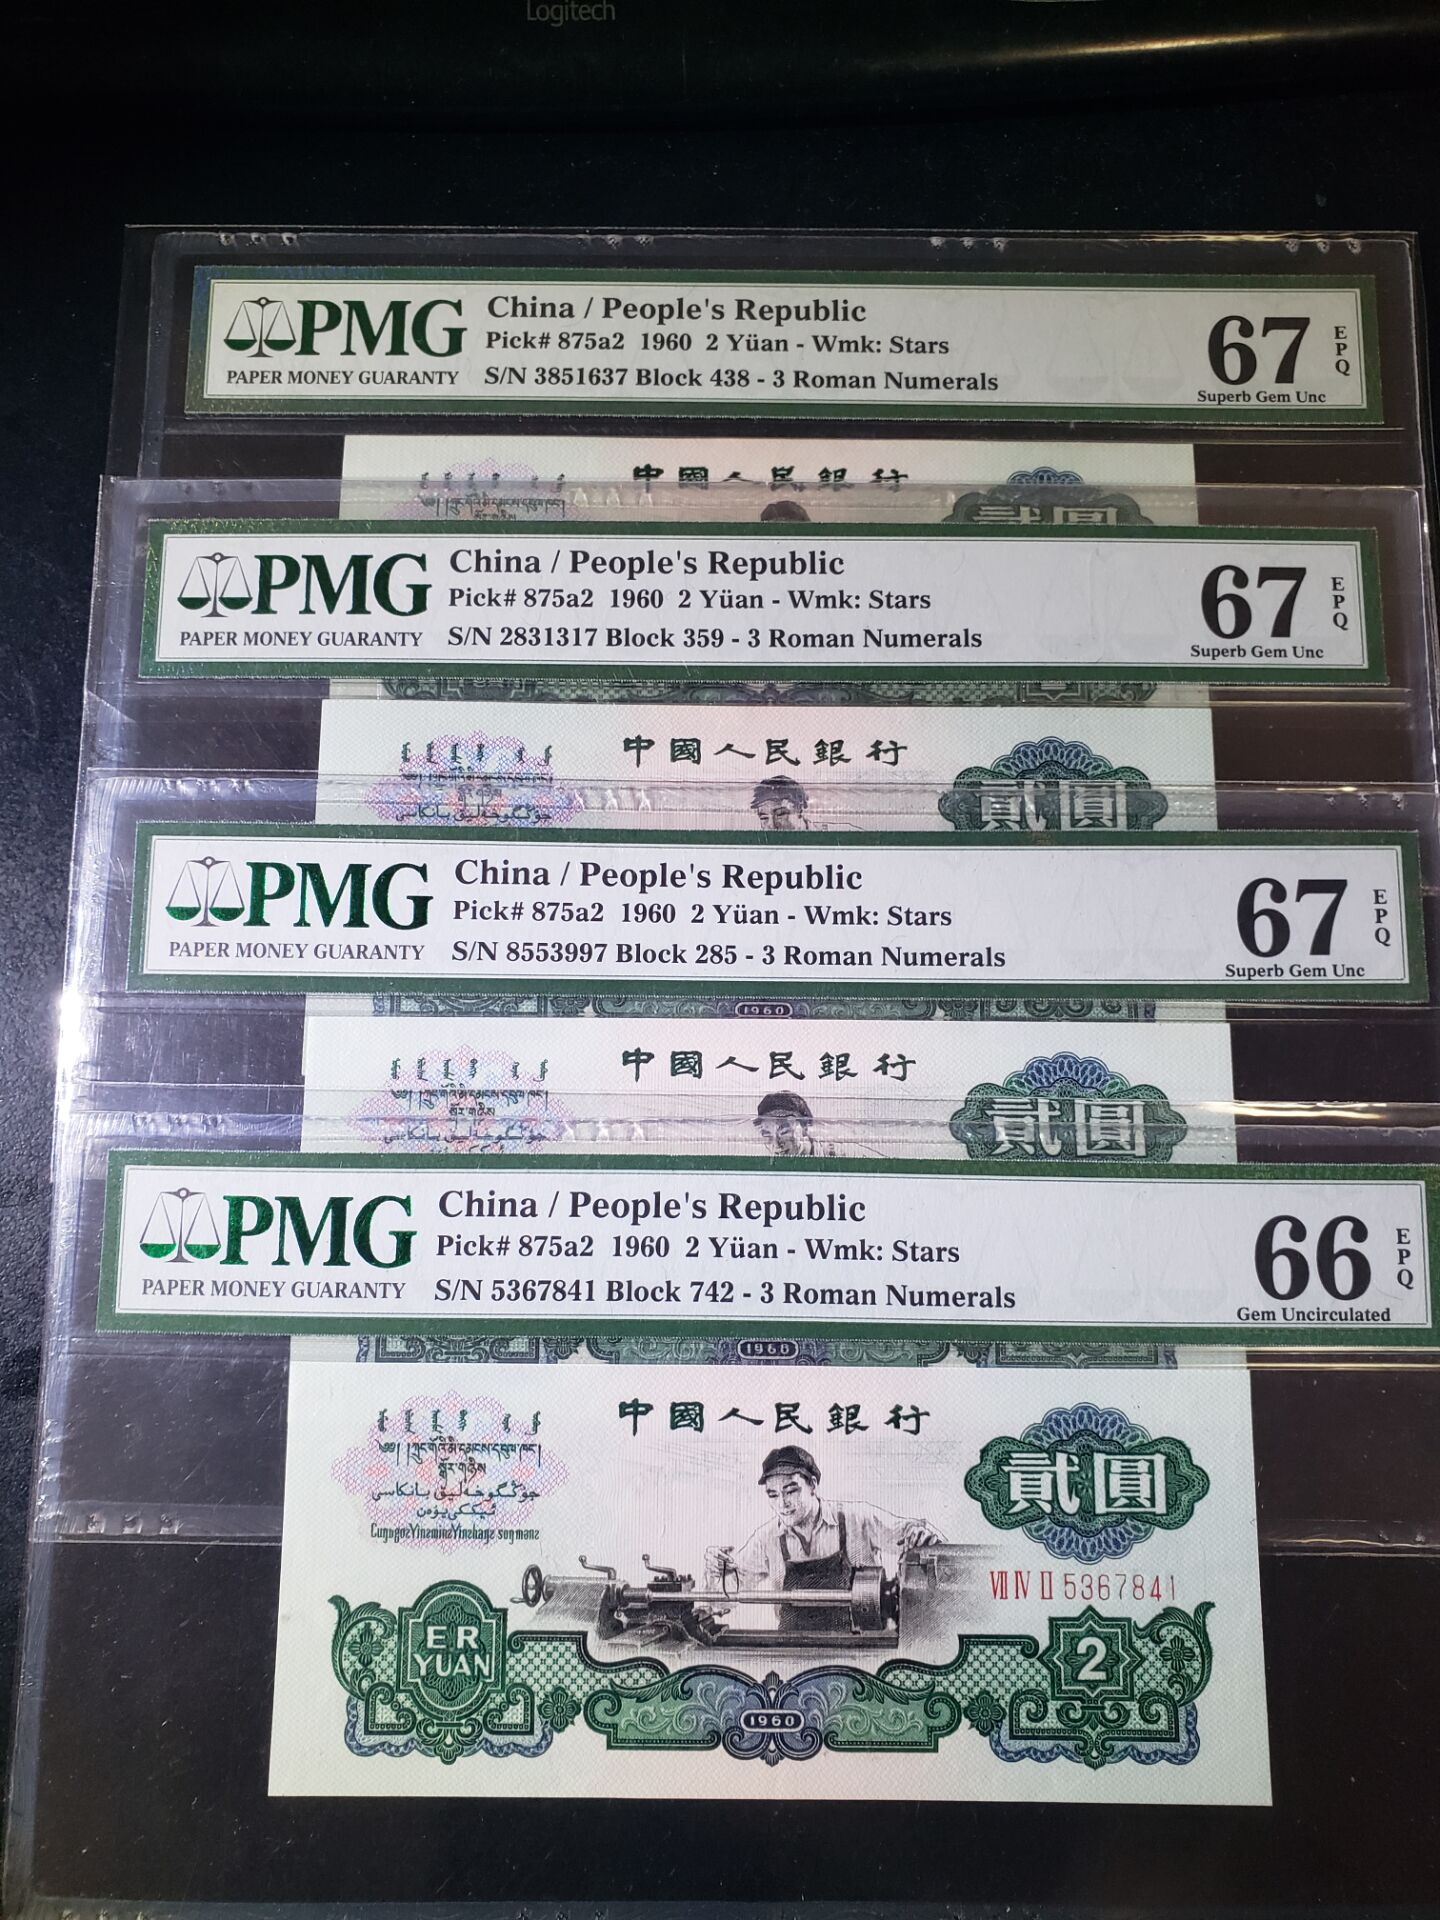 Logitech
PMG
PAPER MONEY GUARANTY
China / People's Republic
Pick# 875a2 1960 2 Yüan - Wmk: Stars
S/N 3851637 Block 438 - 3 Roman Numerals
67
EPQ
Superb Gem Unc
中國人民銀行
貳圓
PMG
PAPER MONEY GUARANTY
China / People's Republic
Pick# 875a2 1960 2 Yüan - Wmk: Stars
S/N 2831317 Block 359 - 3 Roman Numerals
67
EPQ
Superb Gem Unc
中國人民銀行
貳圓
PMG
PAPER MONEY GUARANTY
China / People's Republic
Pick# 875a2 1960 2 Yüan - Wmk: Stars
S/N 8553997 Block 285 - 3 Roman Numerals
67
EPQ
Superb Gem Unc
1960
中國人民銀行
貳圓
PMG
PAPER MONEY GUARANTY
China / People's Republic
Pick# 875a2 1960 2 Yüan - Wmk: Stars
S/N 5367841 Block 742 - 3 Roman Numerals
66
EPQ
Gem Uncirculated
1960
中國人民銀行
貳圓
VII IV II 5367841
ER
YUAN
2
1960